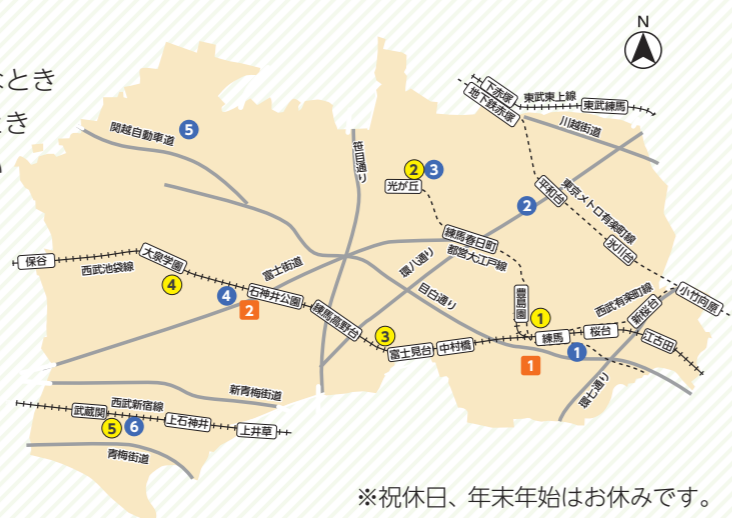 N
とき
き
下赤塚
地下鉄赤塚
東武東上線
東武練馬
川越街道
関越自動車道
5
笹目通り
2
3
光が丘
平和台
2
東京メトロ有楽町線
氷川台
練馬春日町
都営大江戸線
環八通り
目白通り
保谷
大泉学園
西武池袋線
富士街道
4
4
2
石神井公園
練馬高野台
3
富士見台
中村橋
豊島園
1
練馬
桜台
西武有楽町線
新桜台
小竹向原
江古田
1
1
環七通り
新青梅街道
西武新宿線
武蔵関
上石神井
上井草
5
6
青梅街道
※祝休日、年末年始はお休みです。